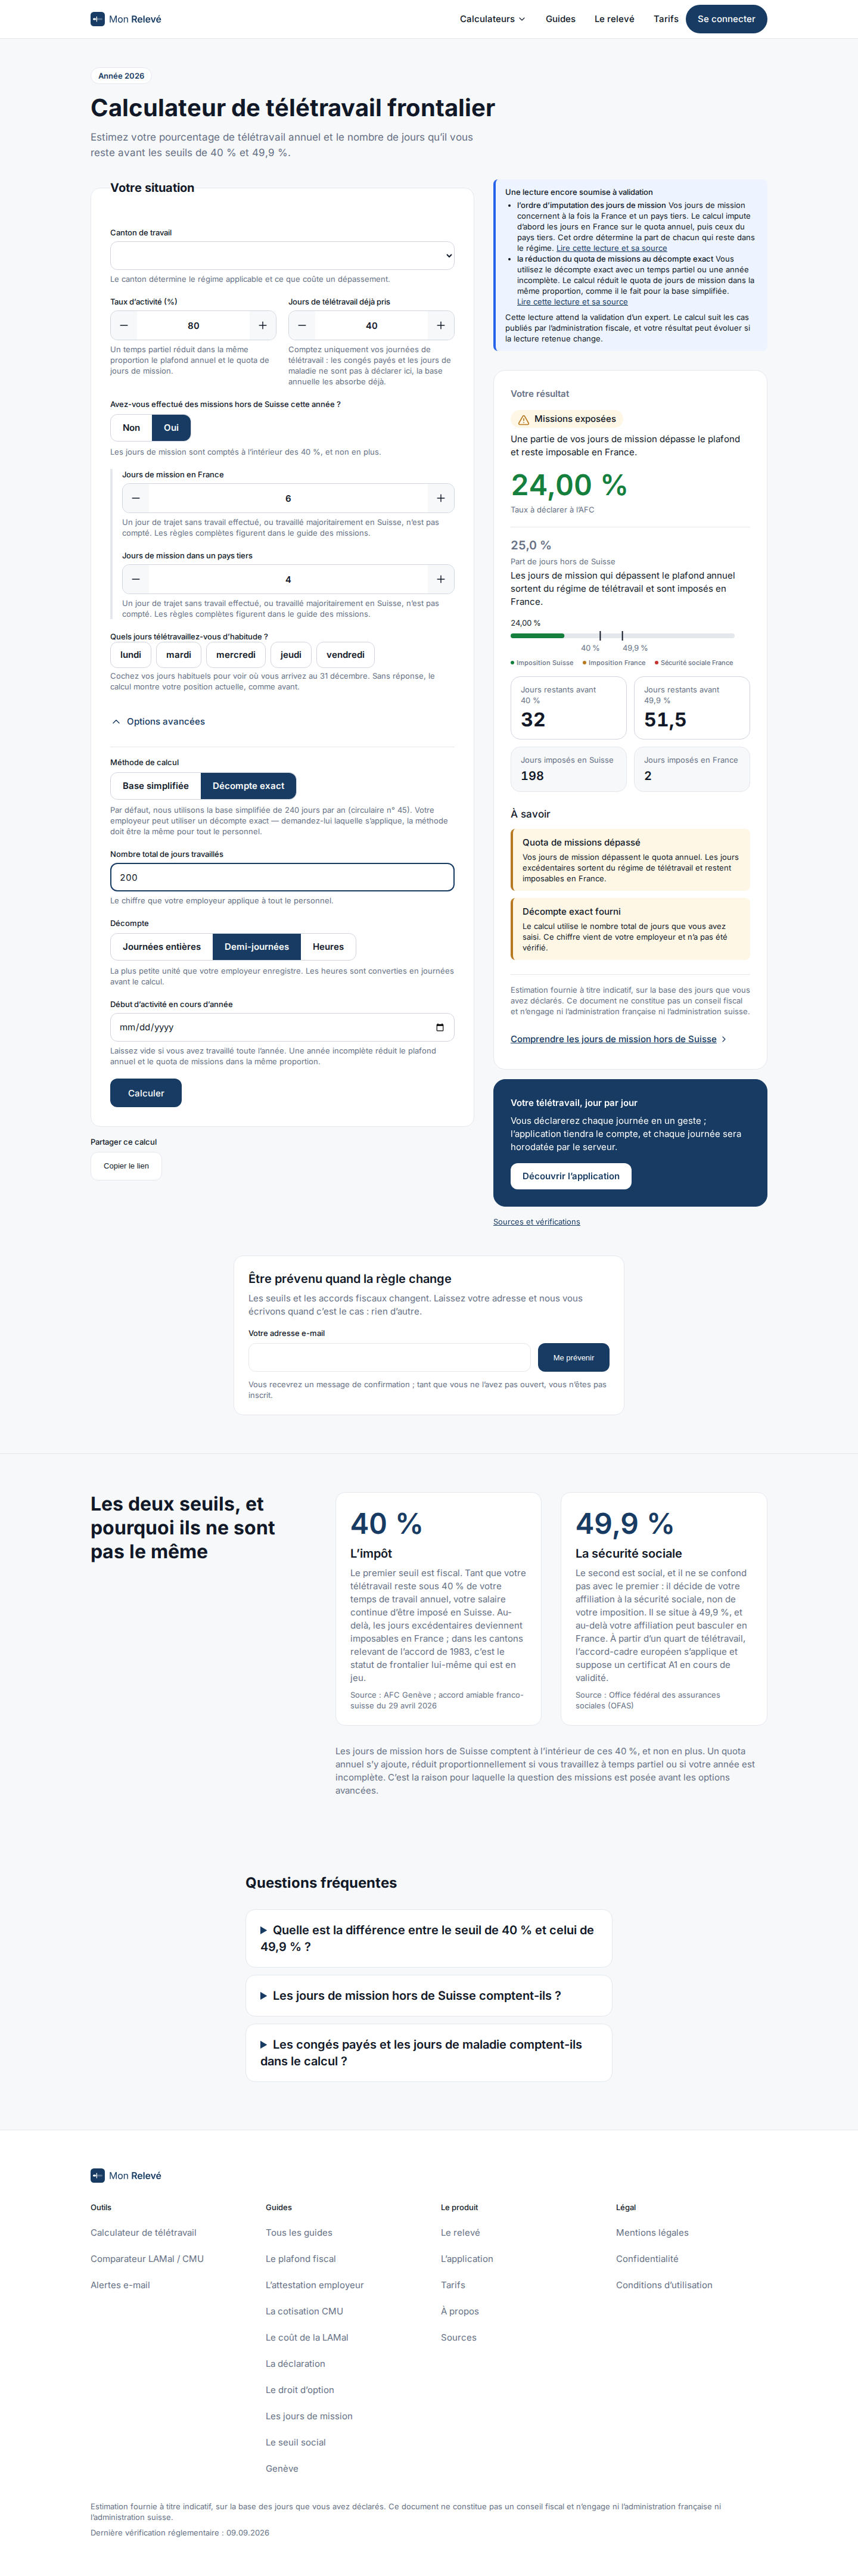 Mon Relevé
Calculateurs
Guides
Le relevé
Tarifs
Se connecter
Année 2026
Calculateur de télétravail frontalier
Estimez votre pourcentage de télétravail annuel et le nombre de jours qu’il vous
reste avant les seuils de 40 % et 49,9 %.
Votre situation
Canton de travail
Le canton détermine le régime applicable et ce que coûte un dépassement.
Taux d’activité (%)
80
Un temps partiel réduit dans la même
proportion le plafond annuel et le quota de
jours de mission.
Jours de télétravail déjà pris
40
Comptez uniquement vos journées de
télétravail : les congés payés et les jours de
maladie ne sont pas à déclarer ici, la base
annuelle les absorbe déjà.
Avez-vous effectué des missions hors de Suisse cette année ?
Non
Oui
Les jours de mission sont comptés à l’intérieur des 40 %, et non en plus.
Jours de mission en France
6
Un jour de trajet sans travail effectué, ou travaillé majoritairement en Suisse, n’est pas
compté. Les règles complètes figurent dans le guide des missions.
Jours de mission dans un pays tiers
4
Un jour de trajet sans travail effectué, ou travaillé majoritairement en Suisse, n’est pas
compté. Les règles complètes figurent dans le guide des missions.
Quels jours télétravaillez-vous d’habitude ?
lundi
mardi
mercredi
jeudi
vendredi
Cochez vos jours habituels pour voir où vous arrivez au 31 décembre. Sans réponse, le
calcul montre votre position actuelle, comme avant.
Options avancées
Méthode de calcul
Base simplifiée
Décompte exact
Par défaut, nous utilisons la base simplifiée de 240 jours par an (circulaire n° 45). Votre
employeur peut utiliser un décompte exact — demandez-lui laquelle s’applique, la méthode
doit être la même pour tout le personnel.
Nombre total de jours travaillés
200
Le chiffre que votre employeur applique à tout le personnel.
Décompte
Journées entières
Demi-journées
Heures
La plus petite unité que votre employeur enregistre. Les heures sont converties en journées
avant le calcul.
Début d’activité en cours d’année
mm/dd/yyyy
Laissez vide si vous avez travaillé toute l’année. Une année incomplète réduit le plafond
annuel et le quota de missions dans la même proportion.
Calculer
Partager ce calcul
Copier le lien
Une lecture encore soumise à validation
• l’ordre d’imputation des jours de mission Vos jours de mission
concernent à la fois la France et un pays tiers. Le calcul impute
d’abord les jours en France sur le quota annuel, puis ceux du
pays tiers. Cet ordre détermine la part de chacun qui reste dans
le régime. Lire cette lecture et sa source
• la réduction du quota de missions au décompte exact Vous
utilisez le décompte exact avec un temps partiel ou une année
incomplète. Le calcul réduit le quota de jours de mission dans la
même proportion, comme il le fait pour la base simplifiée.
Lire cette lecture et sa source
Cette lecture attend la validation d’un expert. Le calcul suit les cas
publiés par l’administration fiscale, et votre résultat peut évoluer si
la lecture retenue change.
Votre résultat
Missions exposées
Une partie de vos jours de mission dépasse le plafond
et reste imposable en France.
24,00 %
Taux à déclarer à l’AFC
25,0 %
Part de jours hors de Suisse
Les jours de mission qui dépassent le plafond annuel
sortent du régime de télétravail et sont imposés en
France.
24,00 %
40 %
49,9 %
Imposition Suisse
Imposition France
Sécurité sociale France
Jours restants avant
40 %
32
Jours restants avant
49,9 %
51,5
Jours imposés en Suisse
198
Jours imposés en France
2
À savoir
Quota de missions dépassé
Vos jours de mission dépassent le quota annuel. Les jours
excédentaires sortent du régime de télétravail et restent
imposables en France.
Décompte exact fourni
Le calcul utilise le nombre total de jours que vous avez
saisi. Ce chiffre vient de votre employeur et n’a pas été
vérifié.
Estimation fournie à titre indicatif, sur la base des jours que vous
avez déclarés. Ce document ne constitue pas un conseil fiscal
et n’engage ni l’administration française ni l’administration suisse.
Comprendre les jours de mission hors de Suisse
Votre télétravail, jour par jour
Vous déclarerez chaque journée en un geste ;
l’application tiendra le compte, et chaque journée sera
horodatée par le serveur.
Découvrir l’application
Sources et vérifications
Être prévenu quand la règle change
Les seuils et les accords fiscaux changent. Laissez votre adresse et nous vous
écrivons quand c’est le cas : rien d’autre.
Votre adresse e-mail
Me prévenir
Vous recevrez un message de confirmation ; tant que vous ne l’avez pas ouvert, vous n’êtes pas
inscrit.
Les deux seuils, et
pourquoi ils ne sont
pas le même
40 %
L’impôt
Le premier seuil est fiscal. Tant que votre
télétravail reste sous 40 % de votre
temps de travail annuel, votre salaire
continue d’être imposé en Suisse. Au-
delà, les jours excédentaires deviennent
imposables en France ; dans les cantons
relevant de l’accord de 1983, c’est le
statut de frontalier lui-même qui est en
jeu.
Source : AFC Genève ; accord amiable franco-
suisse du 29 avril 2026
49,9 %
La sécurité sociale
Le second est social, et il ne se confond
pas avec le premier : il décide de votre
affiliation à la sécurité sociale, non de
votre imposition. Il se situe à 49,9 %, et
au-delà votre affiliation peut basculer en
France. À partir d’un quart de télétravail,
l’accord-cadre européen s’applique et
suppose un certificat A1 en cours de
validité.
Source : Office fédéral des assurances
sociales (OFAS)
Les jours de mission hors de Suisse comptent à l’intérieur de ces 40 %, et non en plus. Un quota
annuel s’y ajoute, réduit proportionnellement si vous travaillez à temps partiel ou si votre année est
incomplète. C’est la raison pour laquelle la question des missions est posée avant les options
avancées.
Questions fréquentes
Quelle est la différence entre le seuil de 40 % et celui de
49,9 % ?
Les jours de mission hors de Suisse comptent-ils ?
Les congés payés et les jours de maladie comptent-ils
dans le calcul ?
Mon Relevé
Outils
Calculateur de télétravail
Comparateur LAMal / CMU
Alertes e-mail
Guides
Tous les guides
Le plafond fiscal
L’attestation employeur
La cotisation CMU
Le coût de la LAMal
La déclaration
Le droit d’option
Les jours de mission
Le seuil social
Genève
Le produit
Le relevé
L’application
Tarifs
À propos
Sources
Légal
Mentions légales
Confidentialité
Conditions d’utilisation
Estimation fournie à titre indicatif, sur la base des jours que vous avez déclarés. Ce document ne constitue pas un conseil fiscal et n’engage ni l’administration française ni
l’administration suisse.
Dernière vérification réglementaire : 09.09.2026